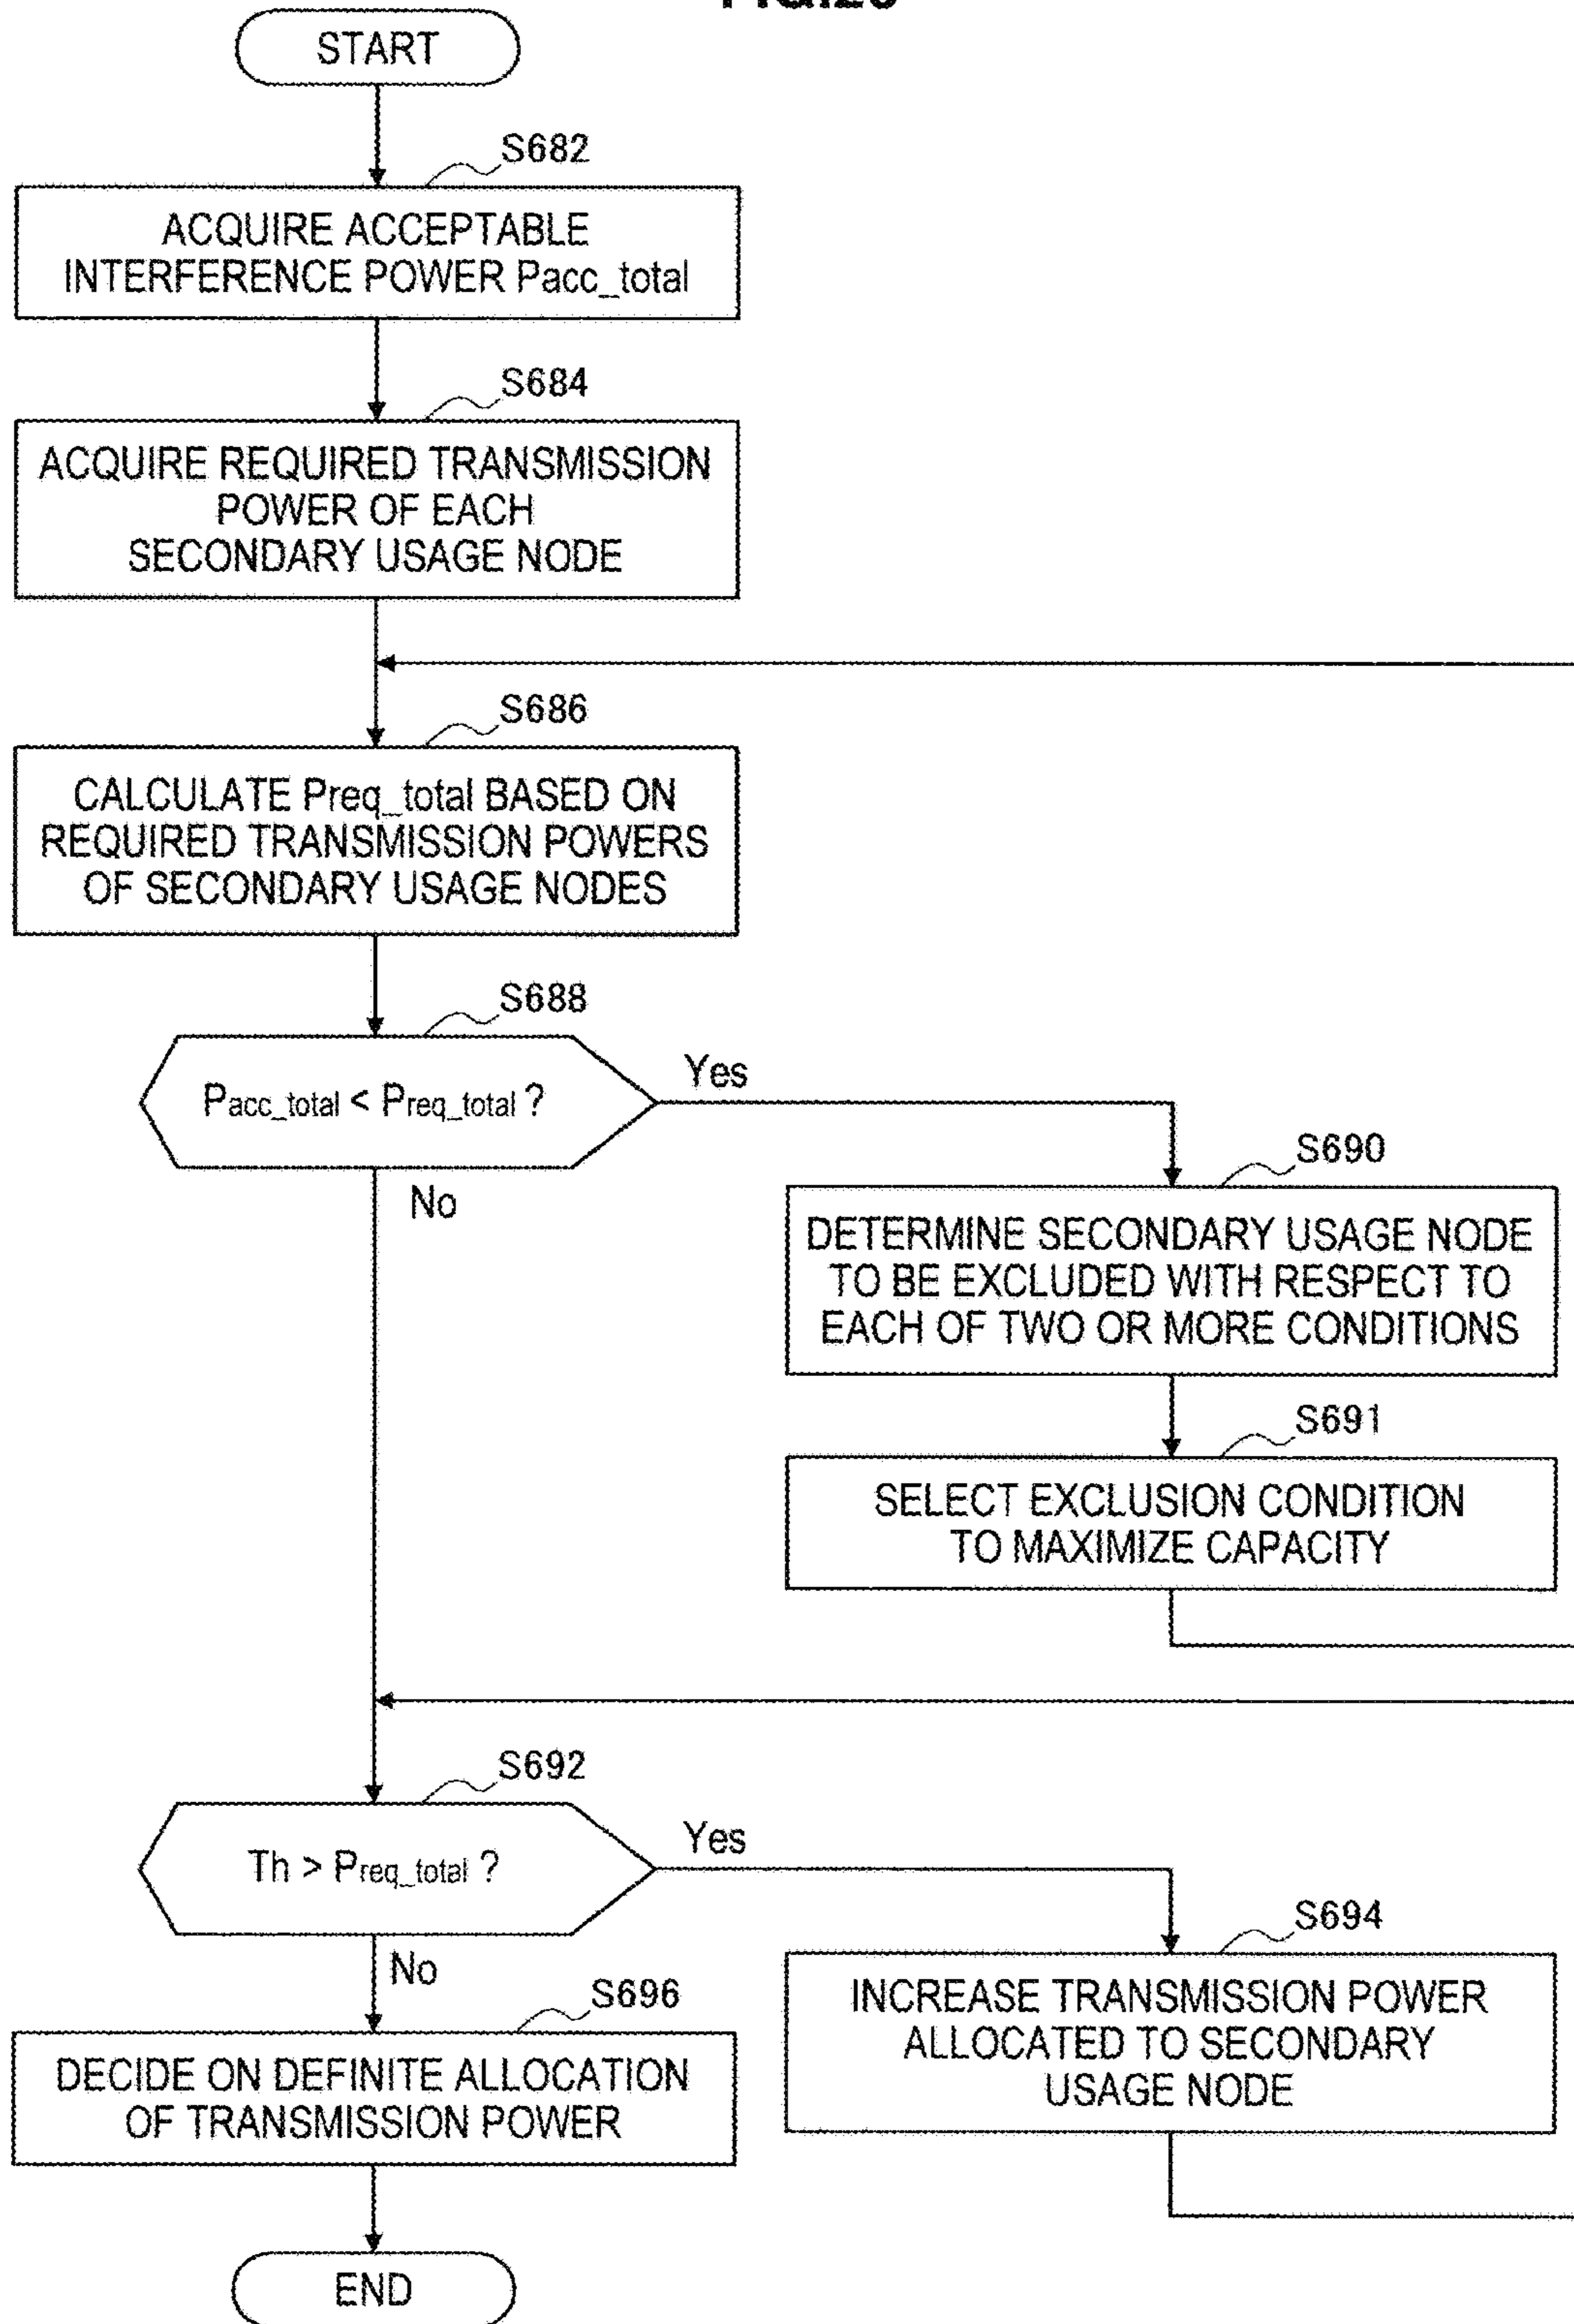 START
S682
ACQUIRE ACCEPTABLE
INTERFERENCE POWER Pacc_total
S684
ACQUIRE REQUIRED TRANSMISSION
POWER OF EACH
SECONDARY USAGE NODE
S686
CALCULATE Preq_total BASED ON
REQUIRED TRANSMISSION POWERS
OF SECONDARY USAGE NODES
S688
Pacc_total < Preq_total ?
Yes
No
S690
DETERMINE SECONDARY USAGE NODE
TO BE EXCLUDED WITH RESPECT TO
EACH OF TWO OR MORE CONDITIONS
S691
SELECT EXCLUSION CONDITION
TO MAXIMIZE CAPACITY
S692
Th > Preq_total ?
Yes
No
S694
INCREASE TRANSMISSION POWER
ALLOCATED TO SECONDARY
USAGE NODE
S696
DECIDE ON DEFINITE ALLOCATION
OF TRANSMISSION POWER
END